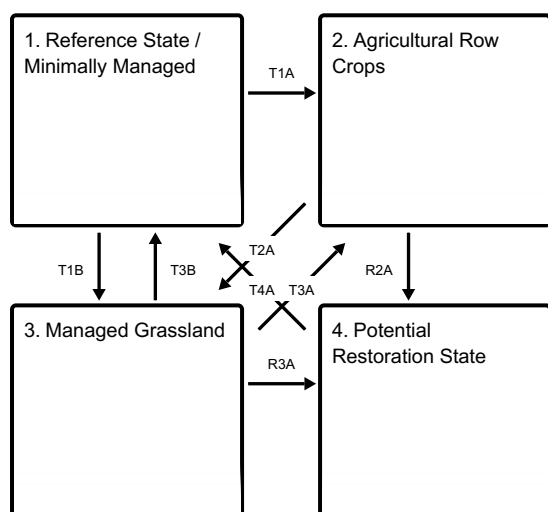 1. Reference State /
Minimally Managed
2. Agricultural Row
Crops
T1A
T2A
T1B
T3B
T4A
T3A
R2A
3. Managed Grassland
4. Potential
Restoration State
R3A